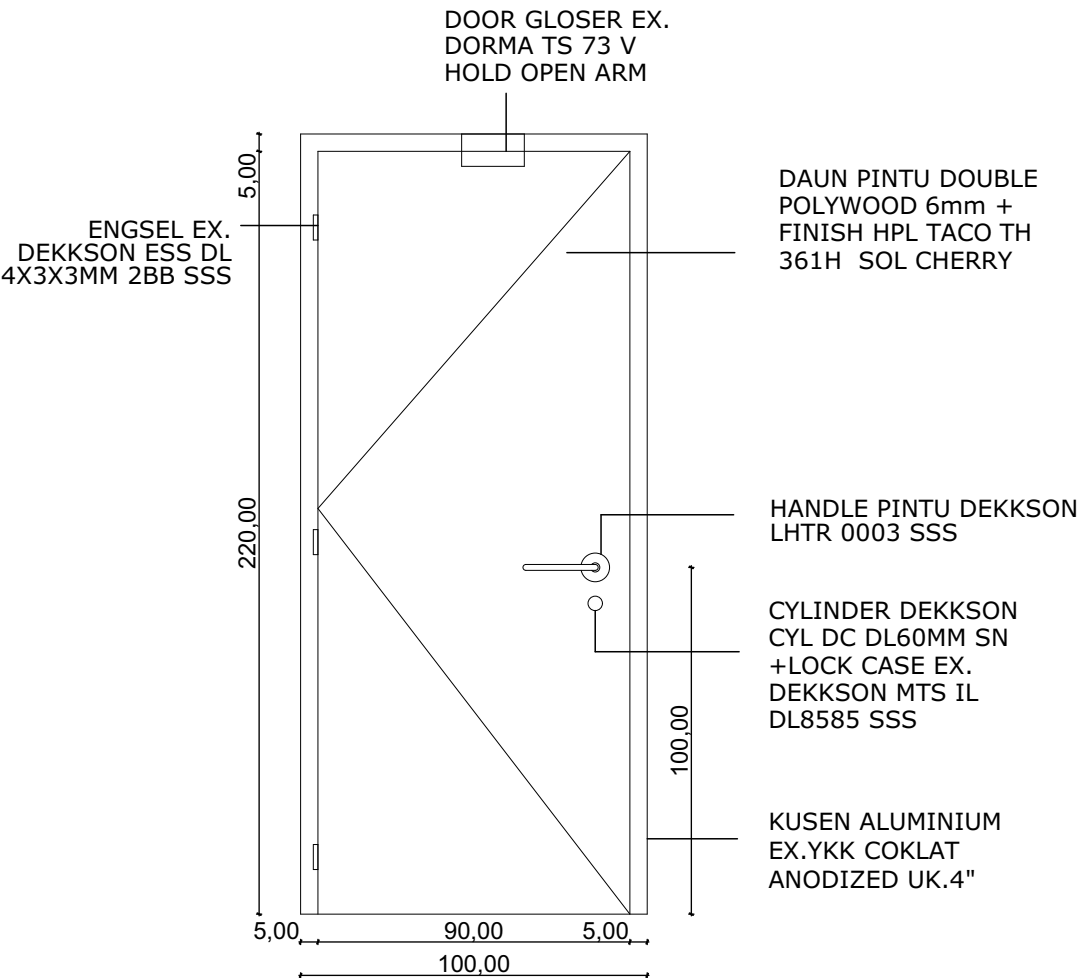 DOOR GLOSER EX.
DORMA TS 73 V
HOLD OPEN ARM
5,00
ENGSEL EX.
DEKKSON ESS DL
4X3X3MM 2BB SSS
DAUN PINTU DOUBLE
POLYWOOD 6mm +
FINISH HPL TACO TH
361H SOL CHERRY
220,00
HANDLE PINTU DEKKSON
LHTR 0003 SSS
CYLINDER DEKKSON
CYL DC DL60MM SN
+LOCK CASE EX.
DEKKSON MTS IL
DL8585 SSS
100,00
KUSEN ALUMINIUM
EX.YKK COKLAT
ANODIZED UK.4"
5,00 90,00 5,00
100,00